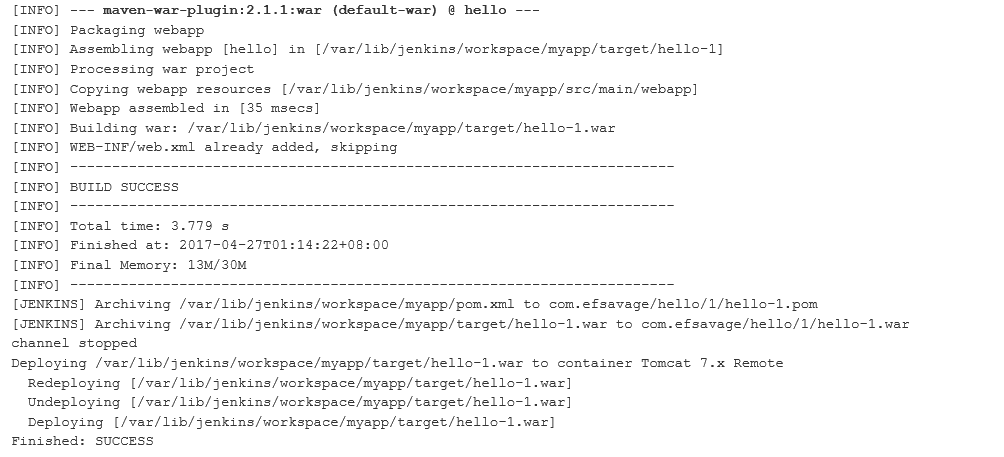 [INFO] --- maven-war-plugin:2.1.1:war (default-war) @ hello ---
[INFO] Packaging webapp
[INFO] Assembling webapp [hello] in [/var/lib/jenkins/workspace/myapp/target/hello-1]
[INFO] Processing war project
[INFO] Copying webapp resources [/var/lib/jenkins/workspace/myapp/src/main/webapp]
[INFO] Webapp assembled in [35 msecs]
[INFO] Building war: /var/lib/jenkins/workspace/myapp/target/hello-1.war
[INFO] WEB-INF/web.xml already added, skipping
[INFO] ------------------------------------------------------------------------
[INFO] BUILD SUCCESS
[INFO] ------------------------------------------------------------------------
[INFO] Total time: 3.779 s
[INFO] Finished at: 2017-04-27T01:14:22+08:00
[INFO] Final Memory: 13M/30M
[INFO] ------------------------------------------------------------------------
[JENKINS] Archiving /var/lib/jenkins/workspace/myapp/pom.xml to com.efsavage/hello/1/hello-1.pom
[JENKINS] Archiving /var/lib/jenkins/workspace/myapp/target/hello-1.war to com.efsavage/hello/1/hello-1.war
channel stopped
Deploying /var/lib/jenkins/workspace/myapp/target/hello-1.war to container Tomcat 7.x Remote
  Redeploying [/var/lib/jenkins/workspace/myapp/target/hello-1.war]
  Undeploying [/var/lib/jenkins/workspace/myapp/target/hello-1.war]
  Deploying [/var/lib/jenkins/workspace/myapp/target/hello-1.war]
Finished: SUCCESS